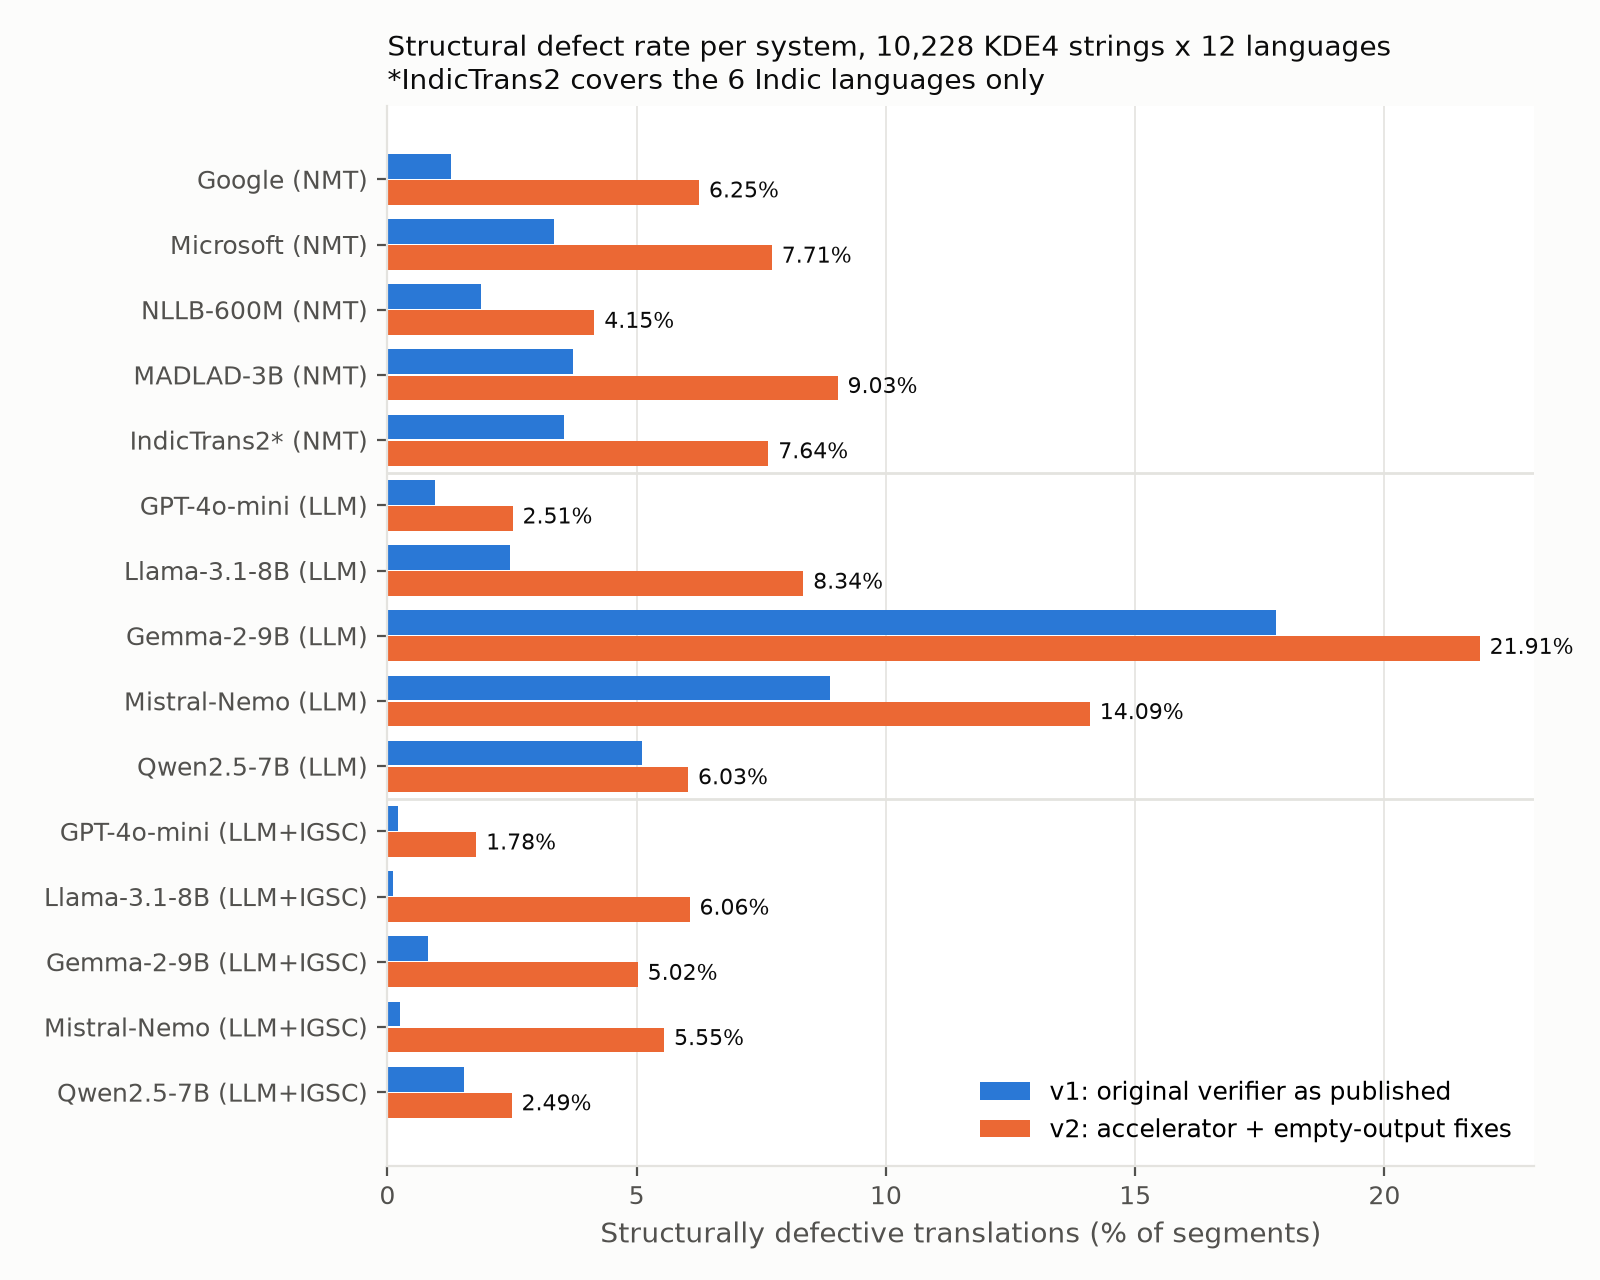 Structural defect rate per system, 10,228 KDE4 strings x 12 languages
*IndicTrans2 covers the 6 Indic languages only
Google (NMT)
6.25%
Microsoft (NMT)
7.71%
NLLB-600M (NMT)
4.15%
MADLAD-3B (NMT)
9.03%
IndicTrans2* (NMT)
7.64%
GPT-4o-mini (LLM)
2.51%
Llama-3.1-8B (LLM)
8.34%
Gemma-2-9B (LLM)
21.91%
Mistral-Nemo (LLM)
14.09%
Qwen2.5-7B (LLM)
6.03%
GPT-4o-mini (LLM+IGSC)
1.78%
Llama-3.1-8B (LLM+IGSC)
6.06%
Gemma-2-9B (LLM+IGSC)
5.02%
Mistral-Nemo (LLM+IGSC)
5.55%
Qwen2.5-7B (LLM+IGSC)
2.49%
v1: original verifier as published
v2: accelerator + empty-output fixes
0 5 10 15 20
Structurally defective translations (% of segments)